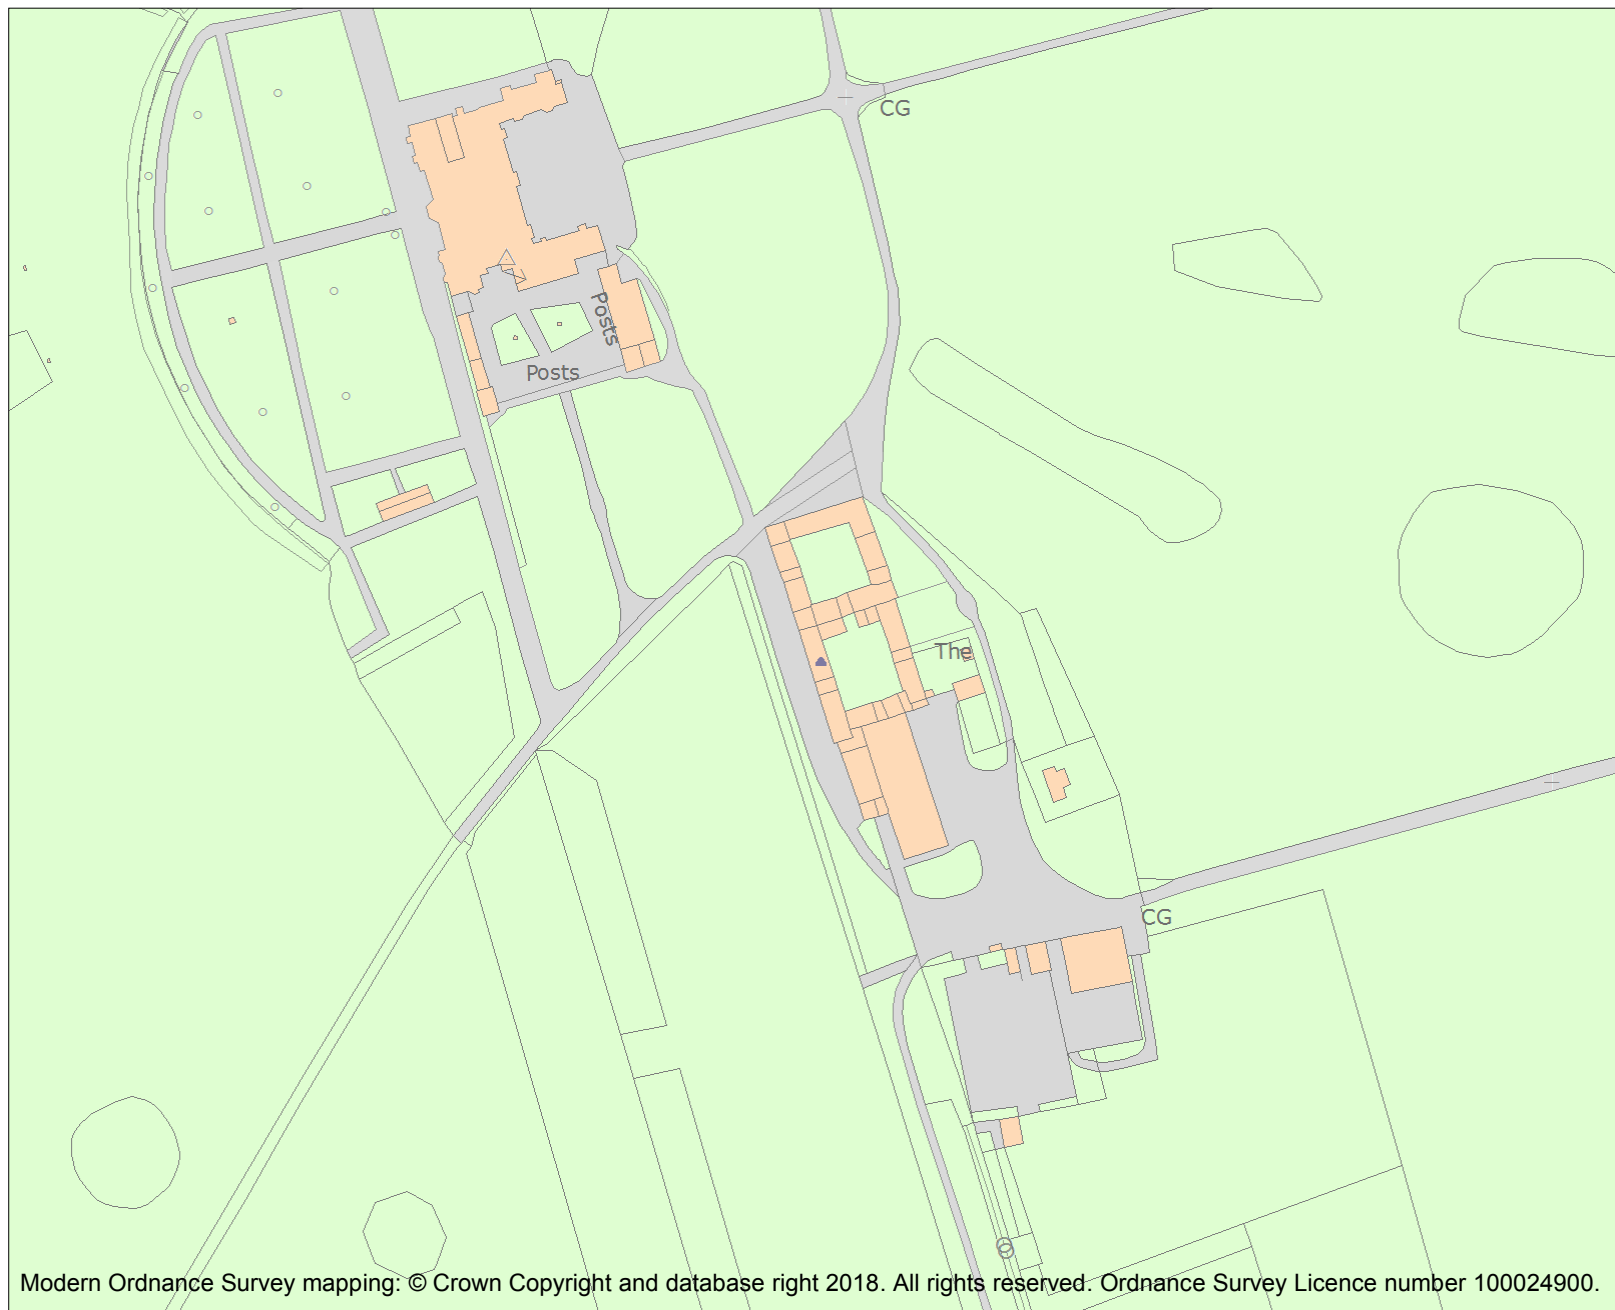 CG
Posts
Posts
The
CG
Modern Ordnance Survey mapping: © Crown Copyright and database right 2018. All rights reserved. Ordnance Survey Licence number 100024900.